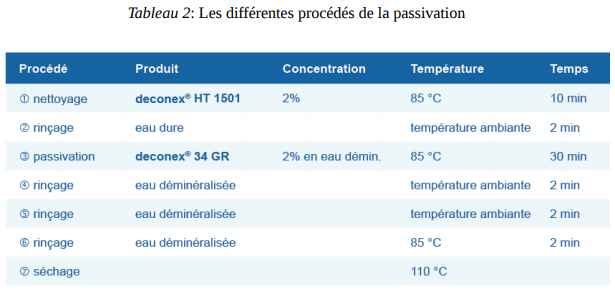 Tableau 2: Les différentes procédés de la passivation
Procédé Produit Concentration Température Temps
① nettoyage deconex® HT 1501 2% 85 °C 10 min
② rinçage eau dure température ambiante 2 min
③ passivation deconex® 34 GR 2% en eau démin. 85 °C 30 min
④ rinçage eau déminéralisée température ambiante 2 min
⑤ rinçage eau déminéralisée température ambiante 2 min
⑥ rinçage eau déminéralisée 85 °C 2 min
⑦ séchage 110 °C